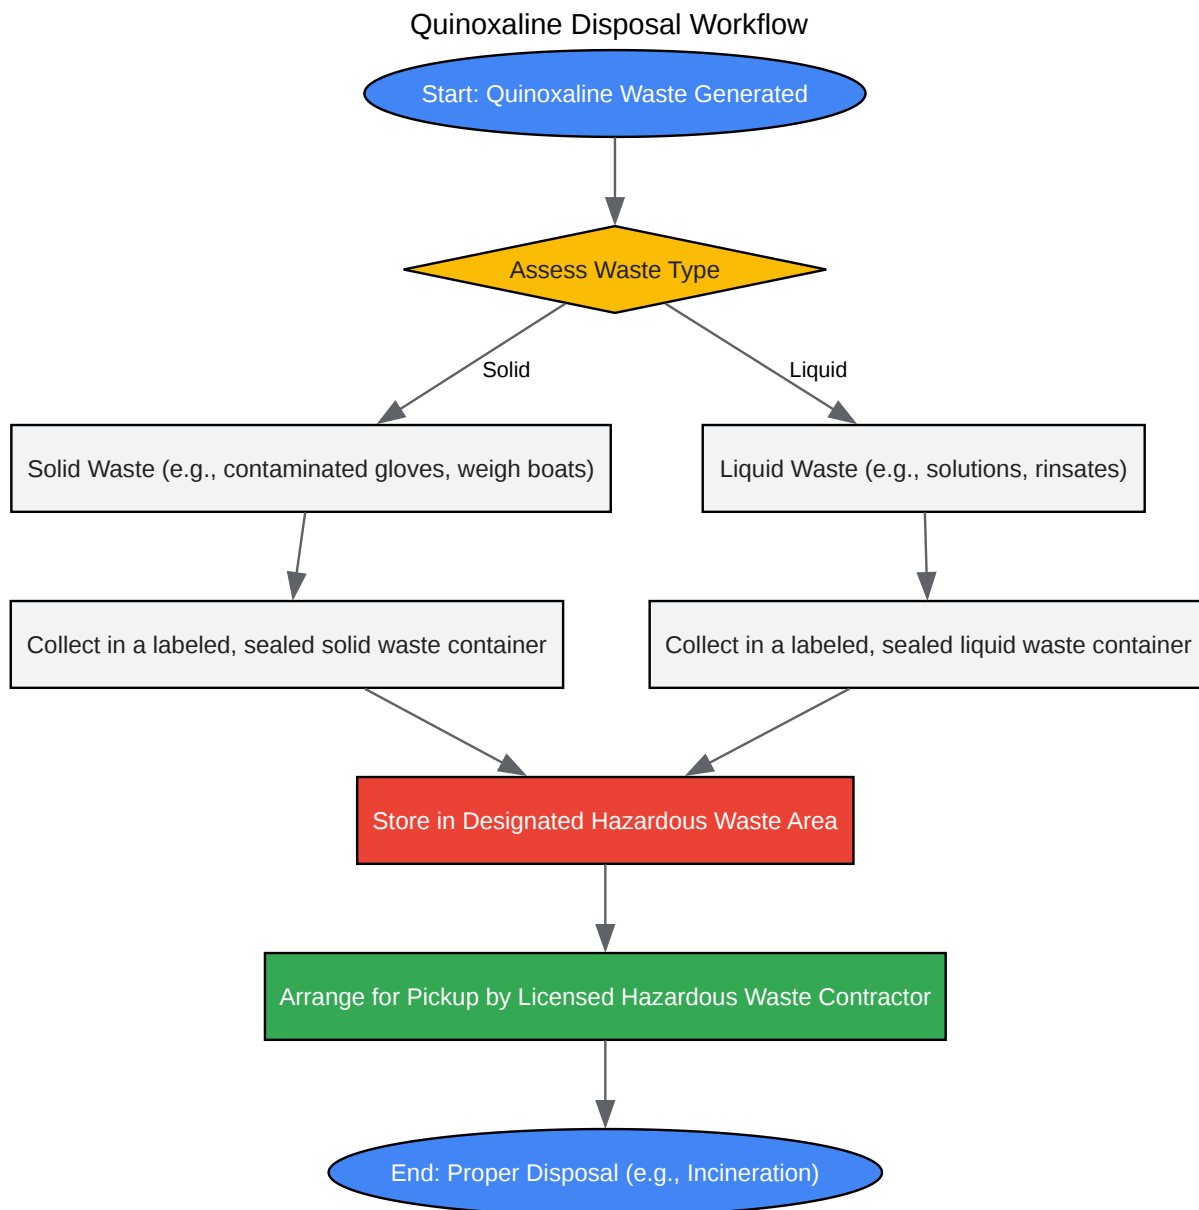 Quinoxaline Disposal Workflow
Start: Quinoxaline Waste Generated
Assess Waste Type
Solid
Liquid
Solid Waste (e.g., contaminated gloves, weigh boats)
Liquid Waste (e.g., solutions, rinsates)
Collect in a labeled, sealed solid waste container
Collect in a labeled, sealed liquid waste container
Store in Designated Hazardous Waste Area
Arrange for Pickup by Licensed Hazardous Waste Contractor
End: Proper Disposal (e.g., Incineration)